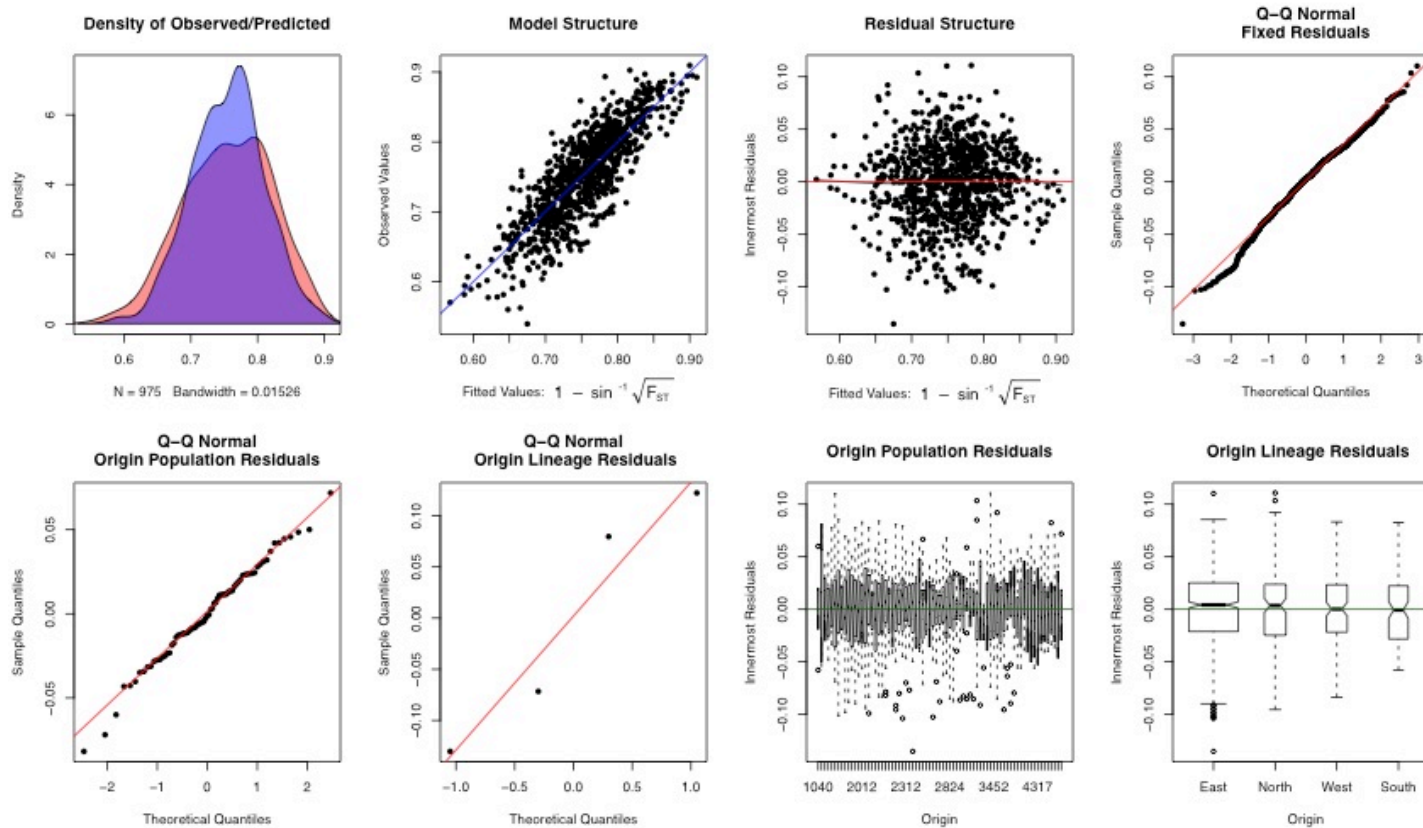 Density of Observed/Predicted
Density
0
2
4
6
0.6
0.7
0.8
0.9
N = 975 Bandwidth = 0.01526
Model Structure
Observed Values
0.6
0.7
0.8
0.9
0.60
0.70
0.80
0.90
Fitted Values: 1 − sin ⁻¹ √F_ST
Residual Structure
Innermost Residuals
−0.10
−0.05
0.00
0.05
0.10
0.60
0.70
0.80
0.90
Fitted Values: 1 − sin ⁻¹ √F_ST
Q−Q Normal
Fixed Residuals
Sample Quantiles
−0.10
−0.05
0.00
0.05
0.10
−3
−2
−1
0
1
2
3
Theoretical Quantiles
Q−Q Normal
Origin Population Residuals
Sample Quantiles
−0.05
0.00
0.05
−2
−1
0
1
2
Theoretical Quantiles
Q−Q Normal
Origin Lineage Residuals
Sample Quantiles
−0.10
−0.05
0.00
0.05
0.10
−1.0
−0.5
0.0
0.5
1.0
Theoretical Quantiles
Origin Population Residuals
Innermost Residuals
−0.10
−0.05
0.00
0.05
0.10
1040
2012
2312
2824
3452
4317
Origin
Origin Lineage Residuals
Innermost Residuals
−0.10
−0.05
0.00
0.05
0.10
East
North
West
South
Origin